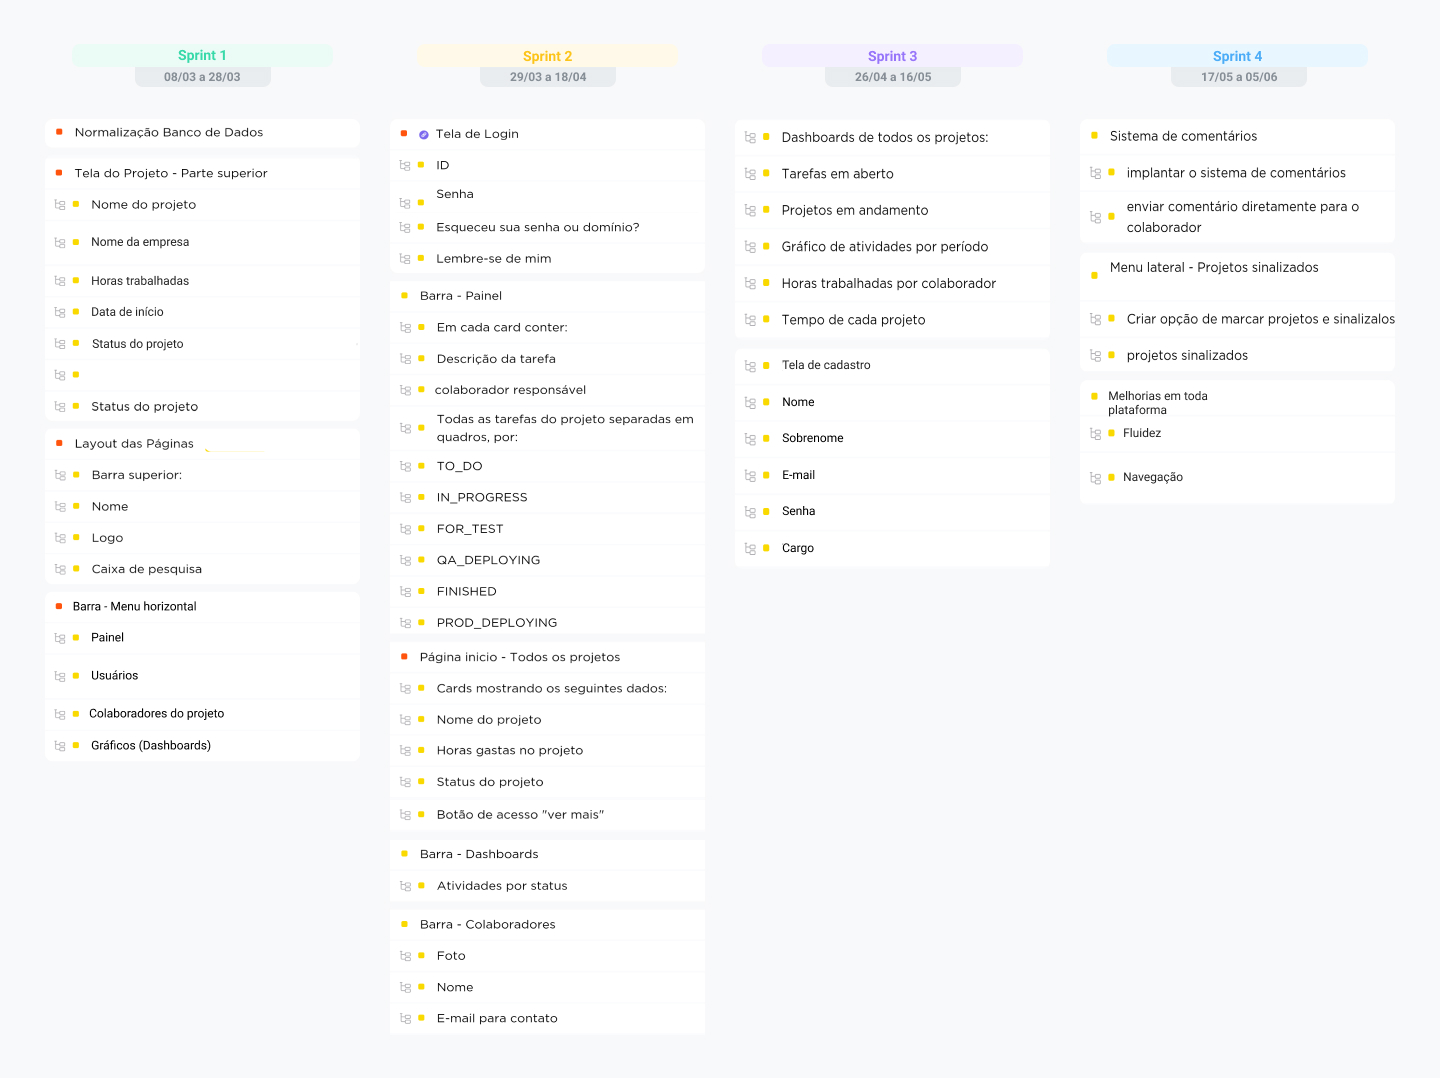 Sprint 1
08/03 a 28/03
Normalização Banco de Dados
Tela do Projeto - Parte superior
Nome do projeto
Nome da empresa
Horas trabalhadas
Data de início
Status do projeto
Status do projeto
Layout das Páginas
Barra superior:
Nome
Logo
Caixa de pesquisa
Barra - Menu horizontal
Painel
Usuários
Colaboradores do projeto
Gráficos (Dashboards)
Sprint 2
29/03 a 18/04
Tela de Login
ID
Senha
Esqueceu sua senha ou domínio?
Lembre-se de mim
Barra - Painel
Em cada card conter:
Descrição da tarefa
colaborador responsável
Todas as tarefas do projeto separadas em
quadros, por:
TO_DO
IN_PROGRESS
FOR_TEST
QA_DEPLOYING
FINISHED
PROD_DEPLOYING
Página inicio - Todos os projetos
Cards mostrando os seguintes dados:
Nome do projeto
Horas gastas no projeto
Status do projeto
Botão de acesso "ver mais"
Barra - Dashboards
Atividades por status
Barra - Colaboradores
Foto
Nome
E-mail para contato
Sprint 3
26/04 a 16/05
Dashboards de todos os projetos:
Tarefas em aberto
Projetos em andamento
Gráfico de atividades por período
Horas trabalhadas por colaborador
Tempo de cada projeto
Tela de cadastro
Nome
Sobrenome
E-mail
Senha
Cargo
Sprint 4
17/05 a 05/06
Sistema de comentários
implantar o sistema de comentários
enviar comentário diretamente para o
colaborador
Menu lateral - Projetos sinalizados
Criar opção de marcar projetos e sinalizalos
projetos sinalizados
Melhorias em toda
plataforma
Fluidez
Navegação